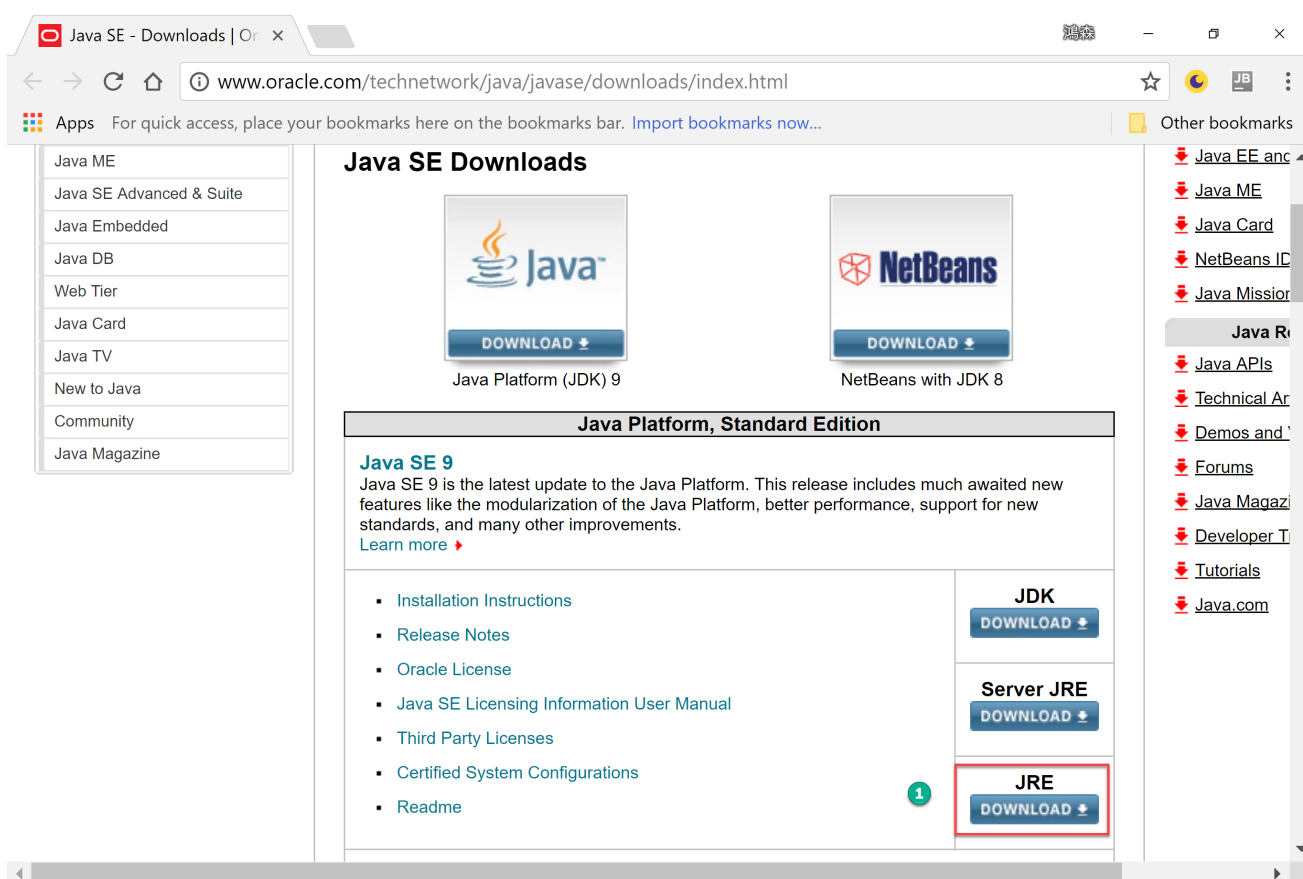 Java SE - Downloads | Or
鴻森
www.oracle.com/technetwork/java/javase/downloads/index.html
JB
Apps For quick access, place your bookmarks here on the bookmarks bar. Import bookmarks now... Other bookmarks
Java ME
Java SE Advanced & Suite
Java Embedded
Java DB
Web Tier
Java Card
Java TV
New to Java
Community
Java Magazine
Java SE Downloads
Java™
DOWNLOAD
Java Platform (JDK) 9
NetBeans
DOWNLOAD
NetBeans with JDK 8
Java Platform, Standard Edition
Java SE 9
Java SE 9 is the latest update to the Java Platform. This release includes much awaited new
features like the modularization of the Java Platform, better performance, support for new
standards, and many other improvements.
Learn more
Installation Instructions
Release Notes
Oracle License
Java SE Licensing Information User Manual
Third Party Licenses
Certified System Configurations
Readme
JDK
DOWNLOAD
Server JRE
DOWNLOAD
1
JRE
DOWNLOAD
Java EE and
Java ME
Java Card
NetBeans ID
Java Mission
Java Re
Java APIs
Technical Ar
Demos and
Forums
Java Magazi
Developer T
Tutorials
Java.com